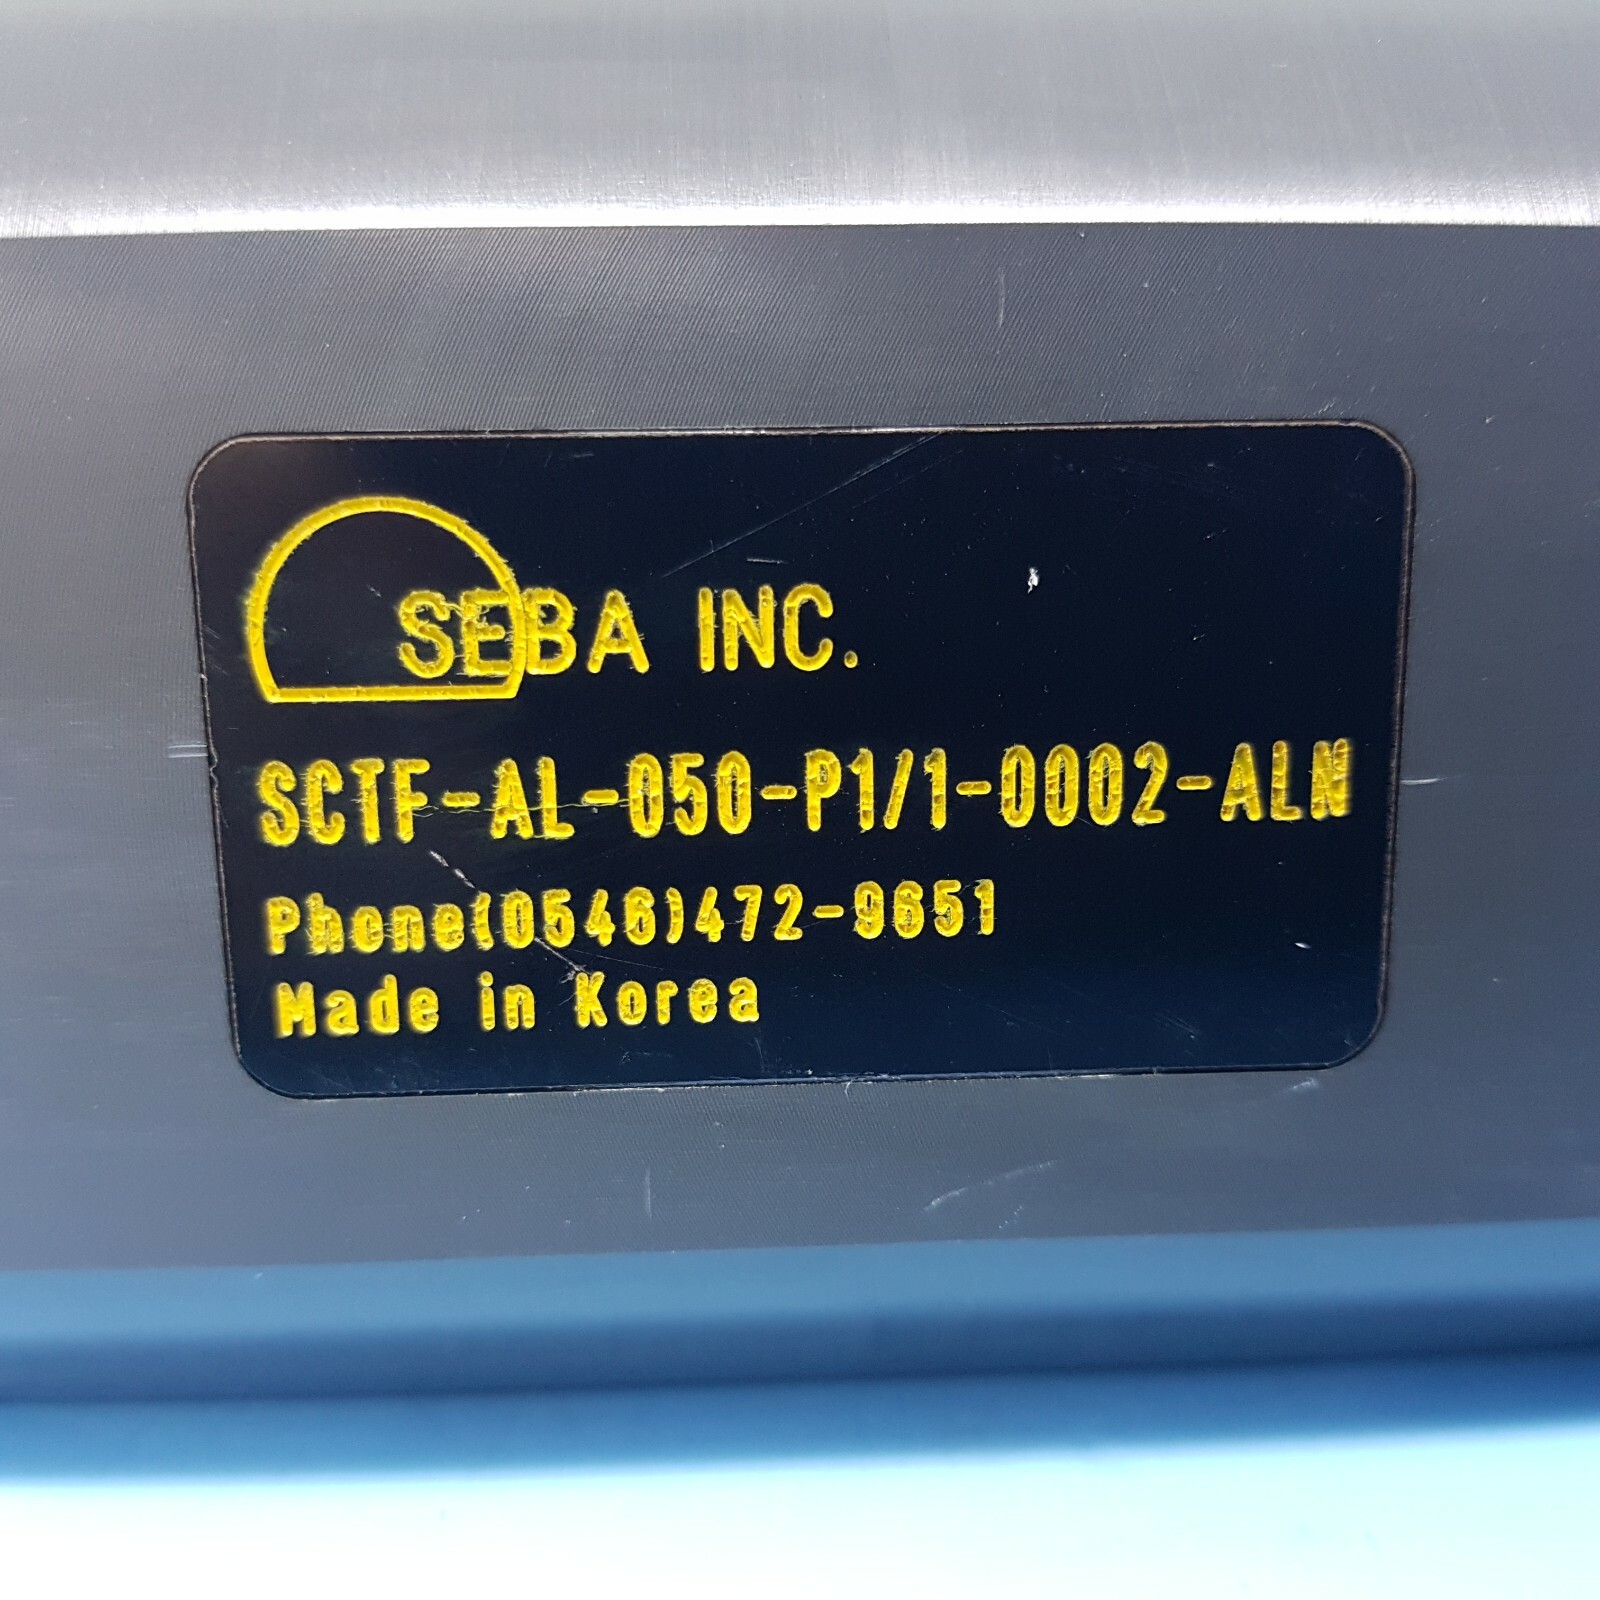 SEBA INC.
SCTF-AL-050-P1/1-0002-ALN
Phone(0546)472-9651
Made in Korea